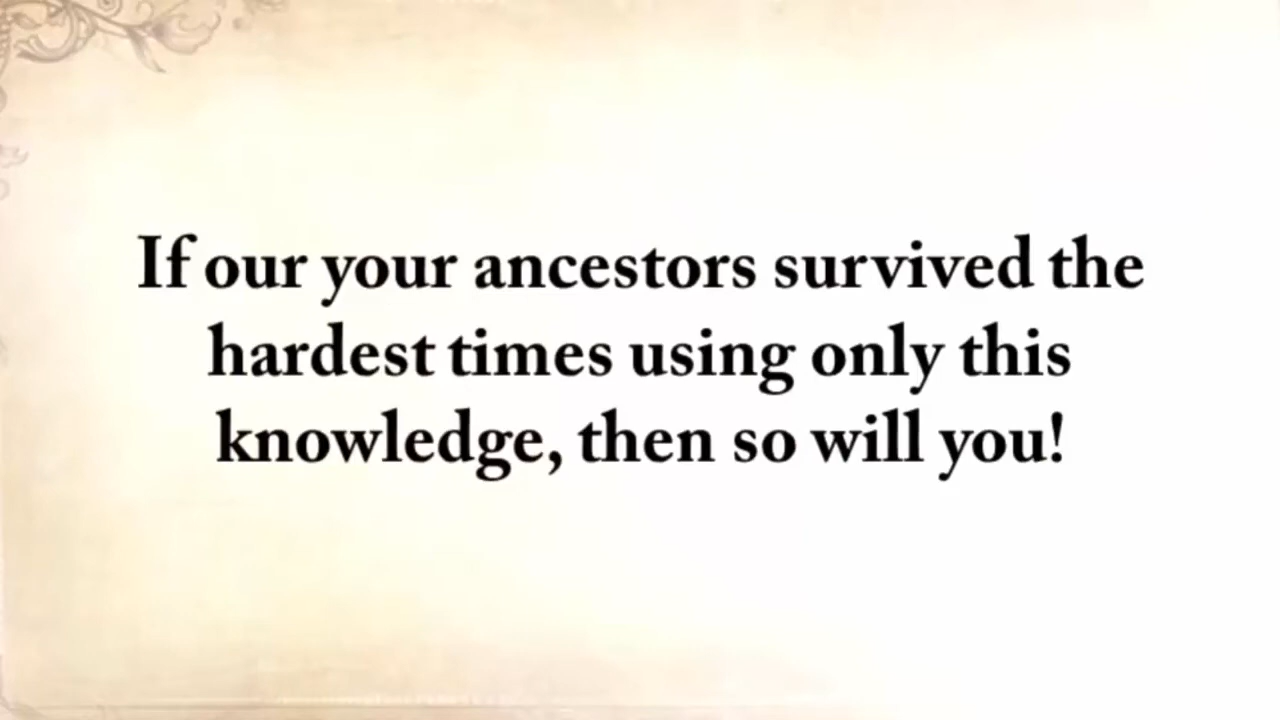 If our your ancestors survived the
hardest times using only this
knowledge, then so will you!